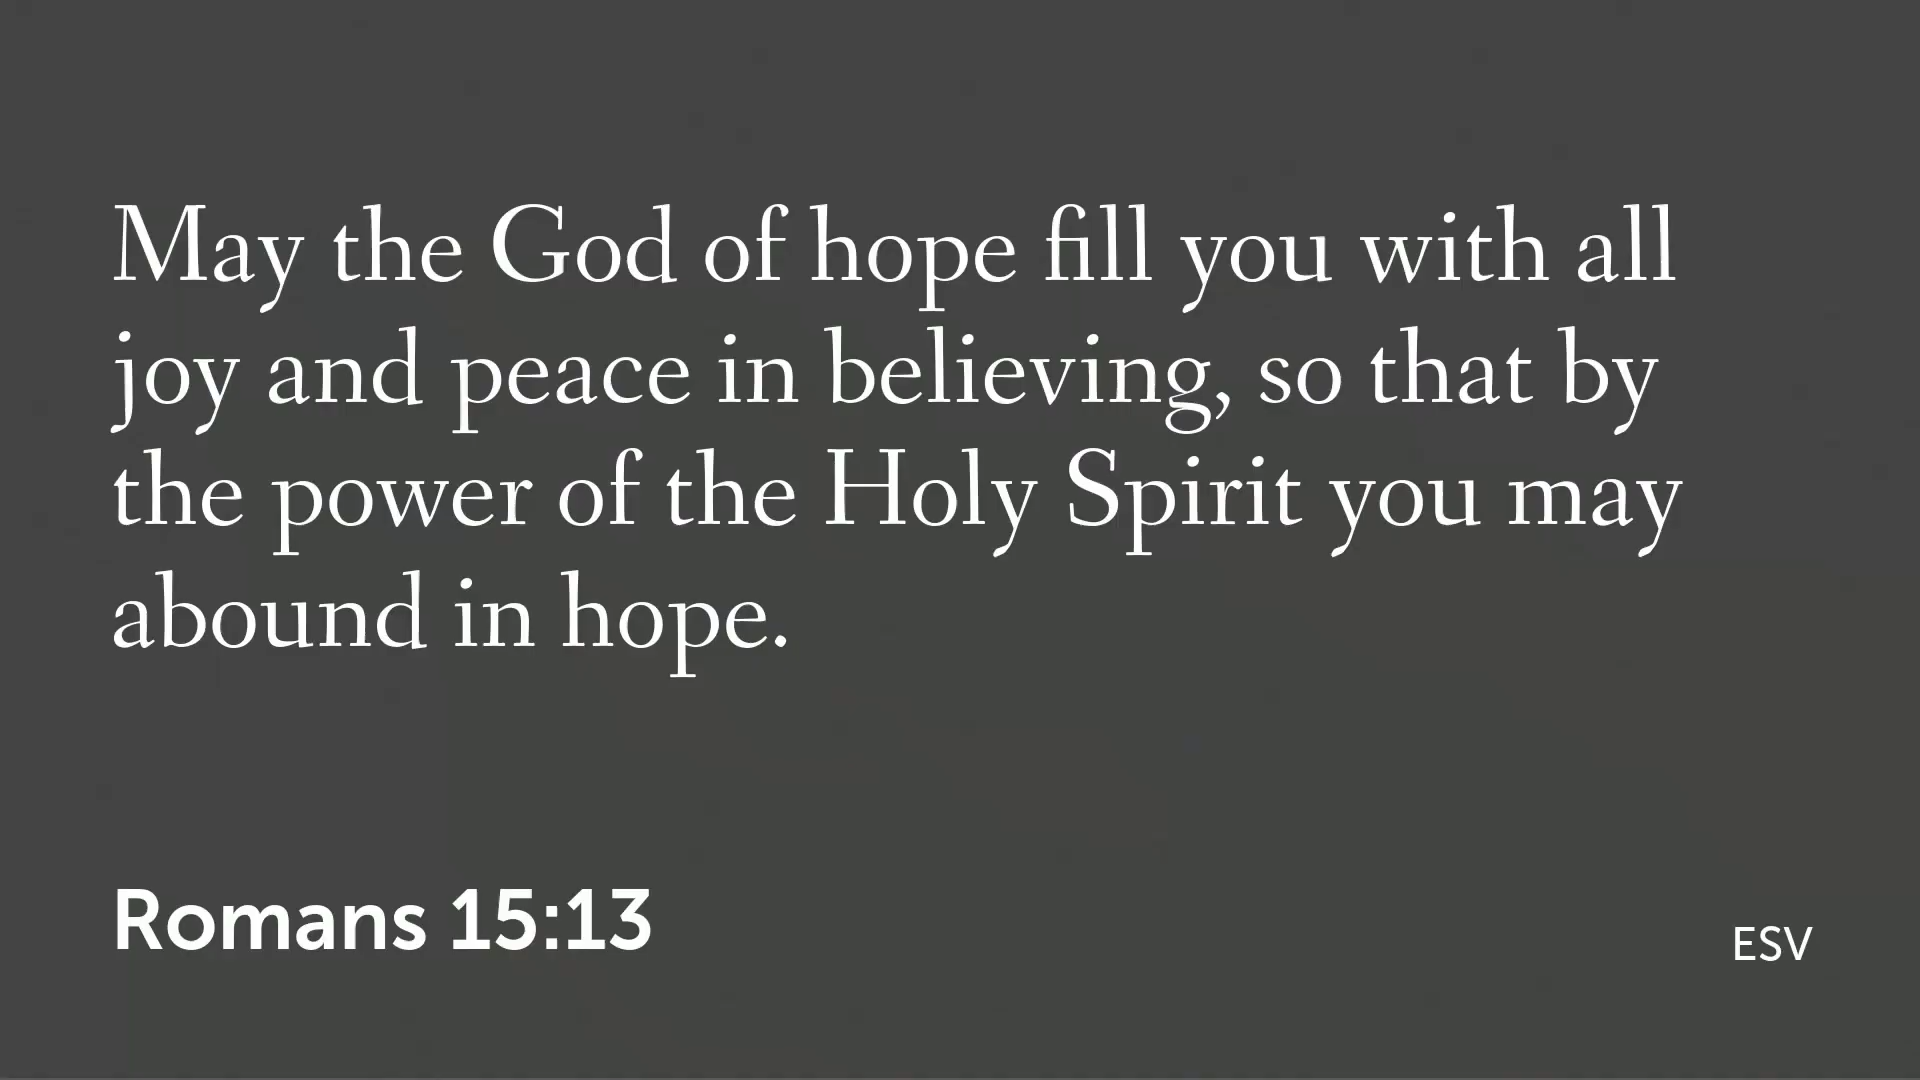 May the God of hope fill you with all
joy and peace in believing, so that by
the power of the Holy Spirit you may
abound in hope.
Romans 15:13
ESV